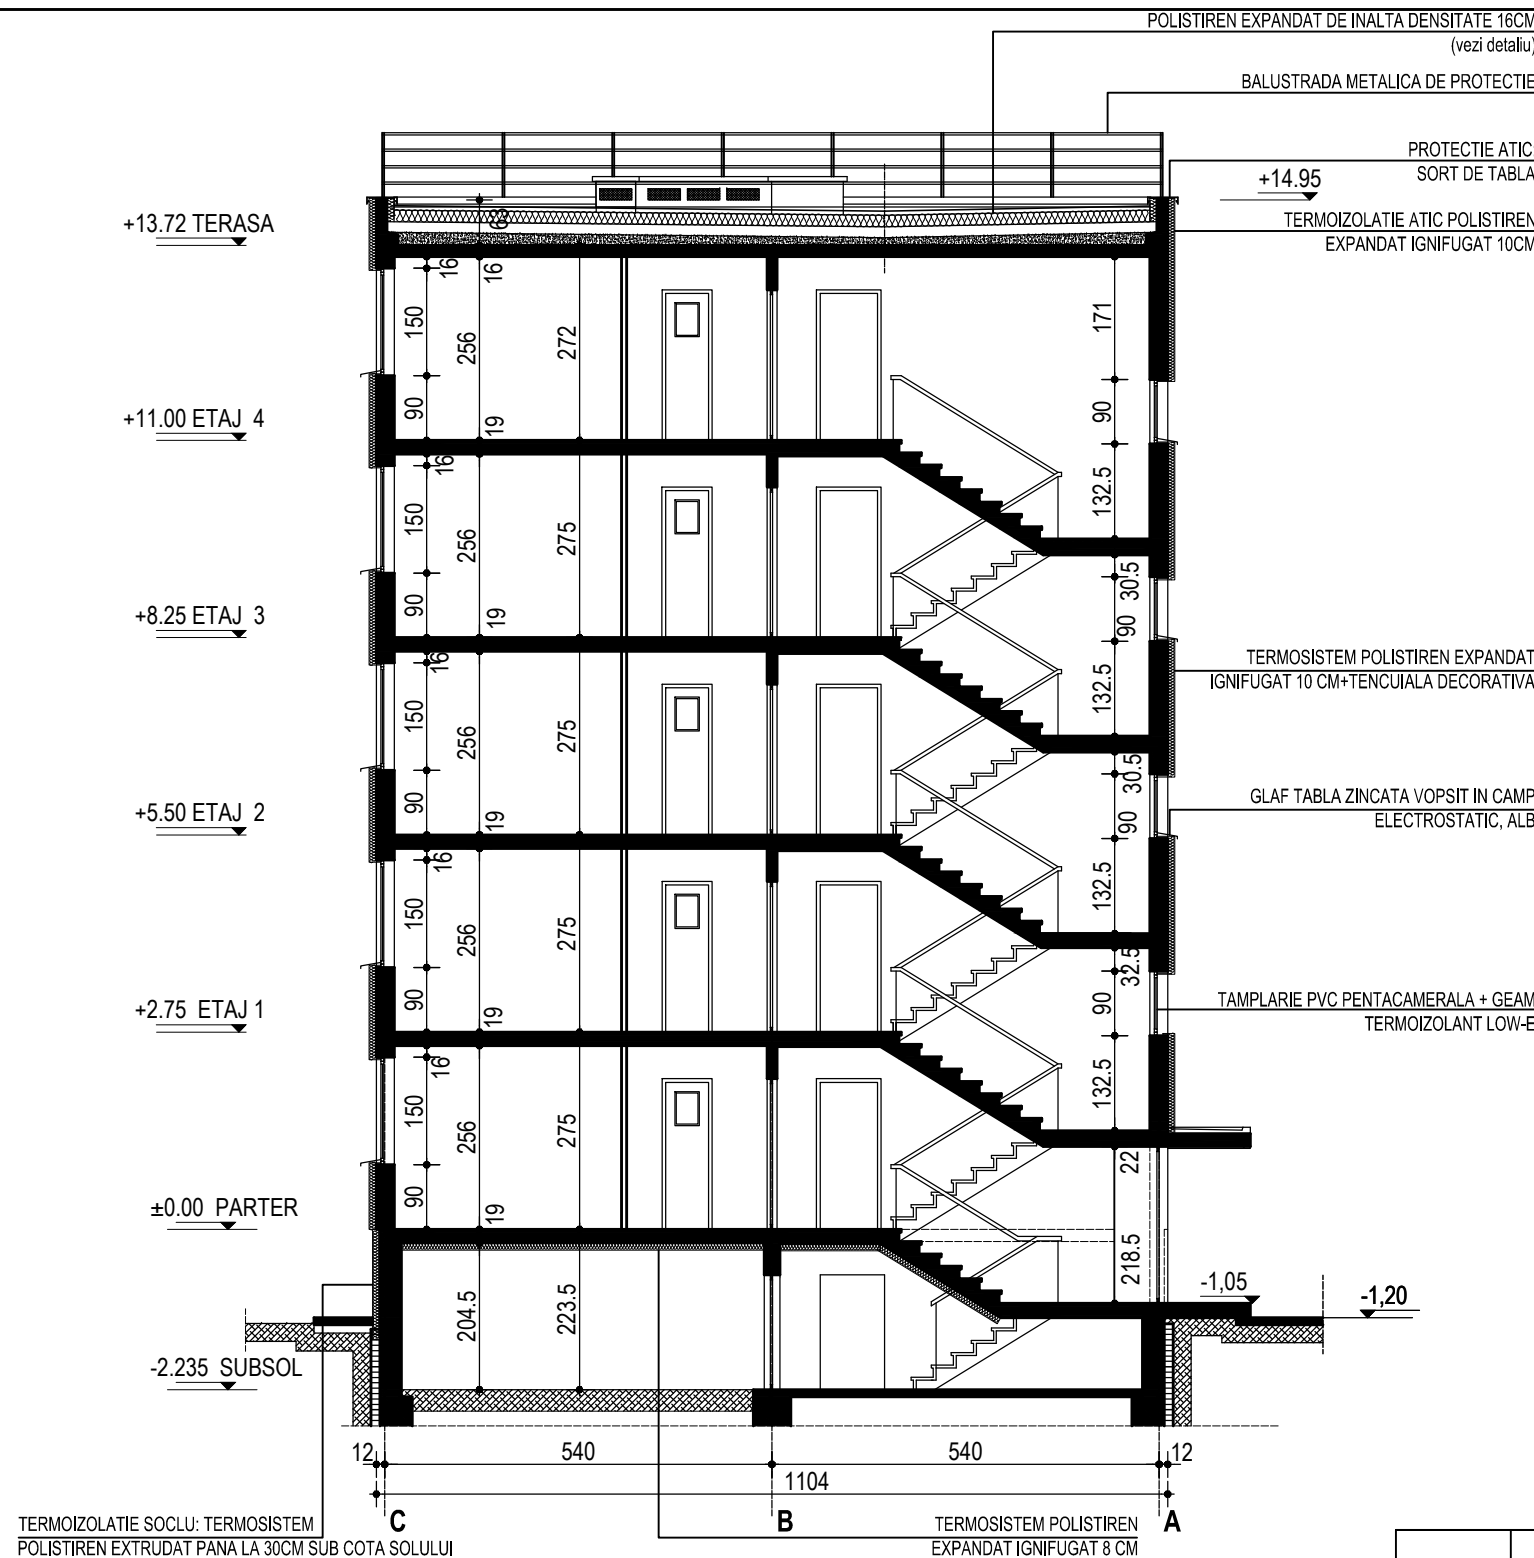 POLISTIREN EXPANDAT DE INALTA DENSITATE 16CM
(vezi detaliu)
BALUSTRADA METALICA DE PROTECTIE
PROTECTIE ATIC:
SORT DE TABLA
+14.95
+13.72 TERASA
63
TERMOIZOLATIE ATIC POLISTIREN
EXPANDAT IGNIFUGAT 10CM
16 16
150 256 272 171
90 19 90
+11.00 ETAJ 4
16
150 256 275 132.5
90 19 30.5
90
+8.25 ETAJ 3
16
150 256 275 132.5
TERMOSISTEM POLISTIREN EXPANDAT
IGNIFUGAT 10 CM+TENCUIALA DECORATIVA
90 19 30.5
90
+5.50 ETAJ 2
GLAF TABLA ZINCATA VOPSIT IN CAMP
ELECTROSTATIC, ALB
16
150 256 275 132.5
90 19 32.5
90
+2.75 ETAJ 1
TAMPLARIE PVC PENTACAMERALA + GEAM
TERMOIZOLANT LOW-E
16
150 256 275 132.5
90 19 22
±0.00 PARTER
204.5 223.5 218.5
-1,05
-1,20
-2.235 SUBSOL
12 540 540 12
1104
C B A
TERMOIZOLATIE SOCLU: TERMOSISTEM
POLISTIREN EXTRUDAT PANA LA 30CM SUB COTA SOLULUI
TERMOSISTEM POLISTIREN
EXPANDAT IGNIFUGAT 8 CM